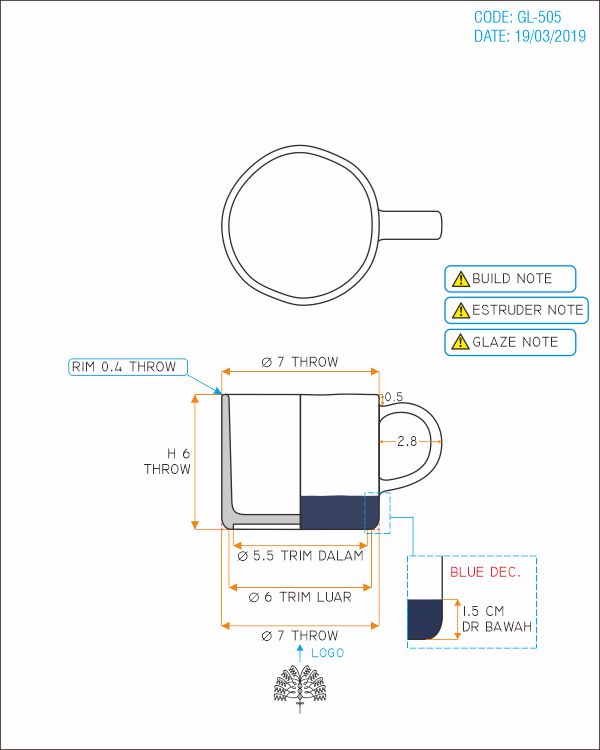 CODE: GL-505
DATE: 19/03/2019
BUILD NOTE
ESTRUDER NOTE
GLAZE NOTE
RIM 0.4 THROW
Ø 7 THROW
0.5
2.8
H 6
THROW
Ø 5.5 TRIM DALAM
BLUE DEC.
Ø 6 TRIM LUAR
1.5 CM
DR BAWAH
Ø 7 THROW
LOGO